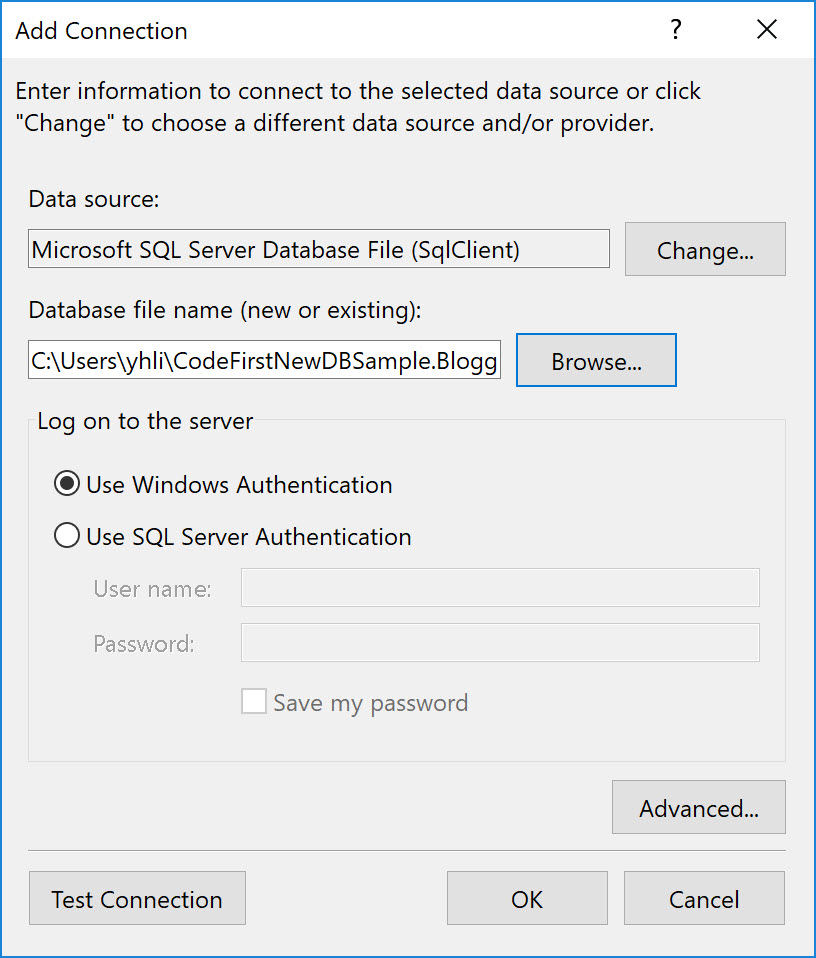 Add Connection
?
Enter information to connect to the selected data source or click
"Change" to choose a different data source and/or provider.
Data source:
Microsoft SQL Server Database File (SqlClient)
Change...
Database file name (new or existing):
C:\Users\yhli\CodeFirstNewDBSample.Blogg
Browse...
Log on to the server
Use Windows Authentication
Use SQL Server Authentication
User name:
Password:
Save my password
Advanced...
Test Connection
OK
Cancel